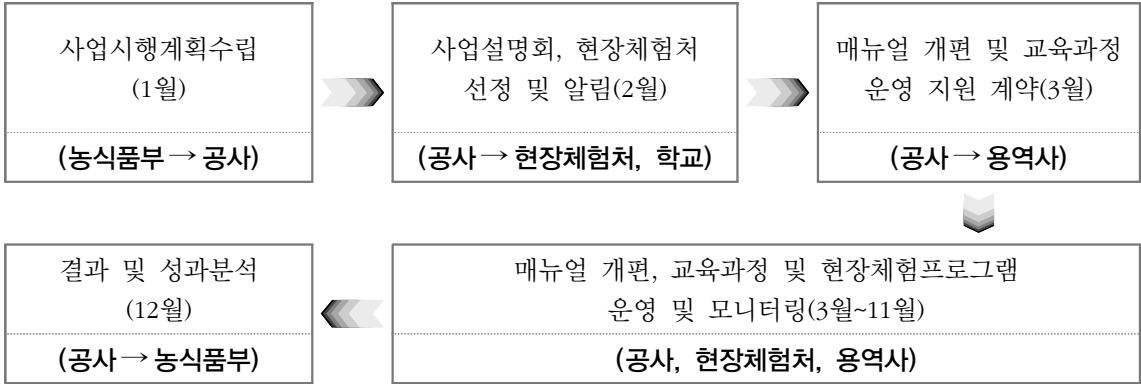 사업시행계획수립
(1월)
(농식품부 → 공사)
사업설명회, 현장체험처
선정 및 알림(2월)
(공사 → 현장체험처, 학교)
매뉴얼 개편 및 교육과정
운영 지원 계약(3월)
(공사 → 용역사)
매뉴얼 개편, 교육과정 및 현장체험프로그램
운영 및 모니터링(3월~11월)
(공사, 현장체험처, 용역사)
결과 및 성과분석
(12월)
(공사 → 농식품부)